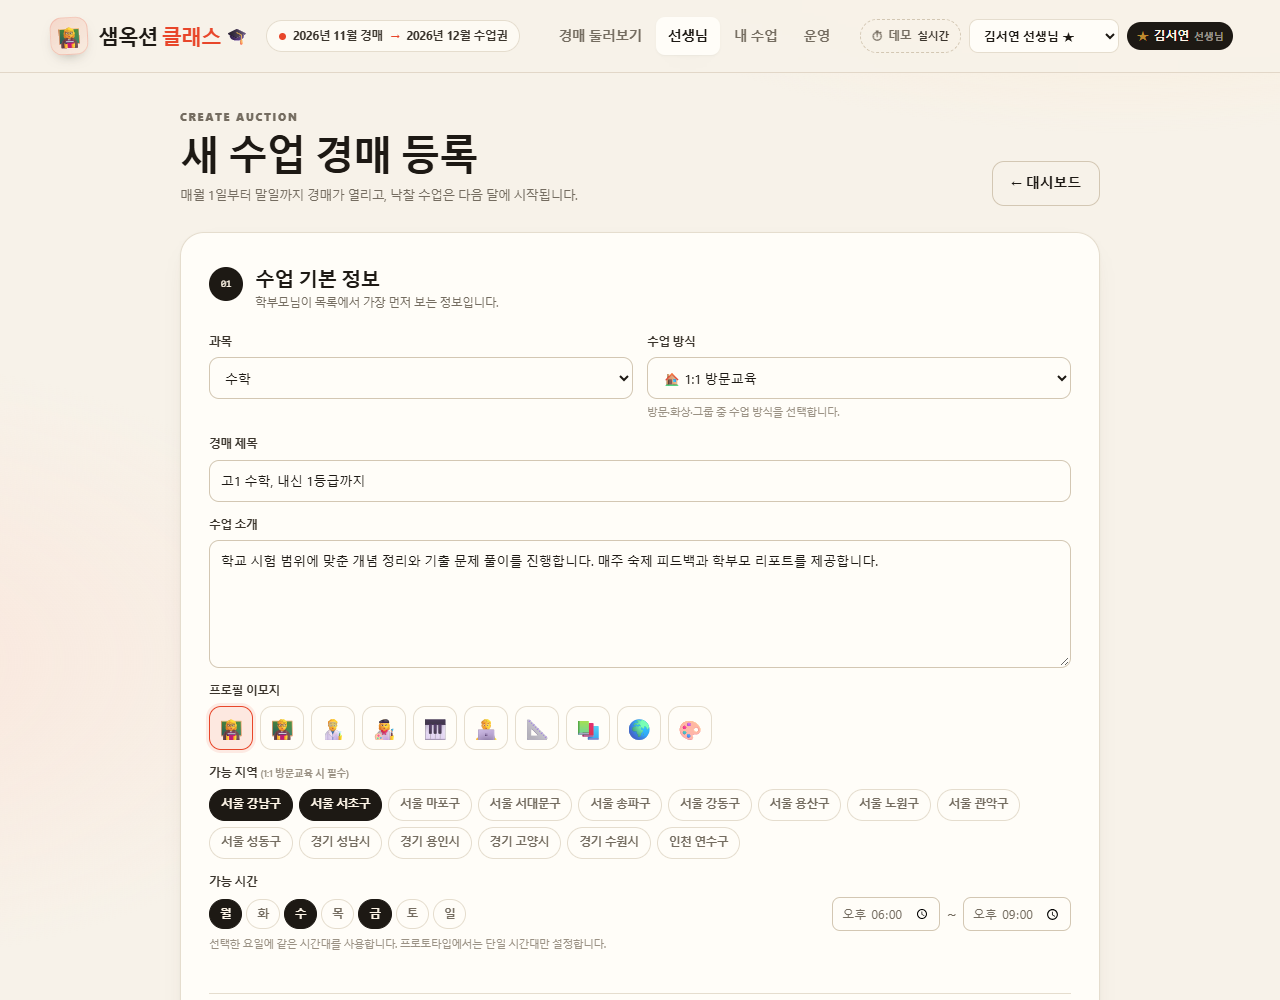 샘옥션 클래스
2026년 11월 경매 → 2026년 12월 수업권
경매 둘러보기
선생님
내 수업
운영
데모 실시간
김서연 선생님 ★
★ 김서연 선생님
CREATE AUCTION
새 수업 경매 등록
매월 1일부터 말일까지 경매가 열리고, 낙찰 수업은 다음 달에 시작됩니다.
← 대시보드
01
수업 기본 정보
학부모님이 목록에서 가장 먼저 보는 정보입니다.
과목
수학
수업 방식
1:1 방문교육
방문·화상·그룹 중 수업 방식을 선택합니다.
경매 제목
고1 수학, 내신 1등급까지
수업 소개
학교 시험 범위에 맞춘 개념 정리와 기출 문제 풀이를 진행합니다. 매주 숙제 피드백과 학부모 리포트를 제공합니다.
프로필 이모지
가능 지역 (1:1 방문교육 시 필수)
서울 강남구 서울 서초구 서울 마포구 서울 서대문구 서울 송파구 서울 강동구 서울 용산구 서울 노원구 서울 관악구
서울 성동구 경기 성남시 경기 용인시 경기 고양시 경기 수원시 인천 연수구
가능 시간
월 화 수 목 금 토 일
오후 06:00 ~ 오후 09:00
선택한 요일에 같은 시간대를 사용합니다. 프로토타입에서는 단일 시간대만 설정합니다.